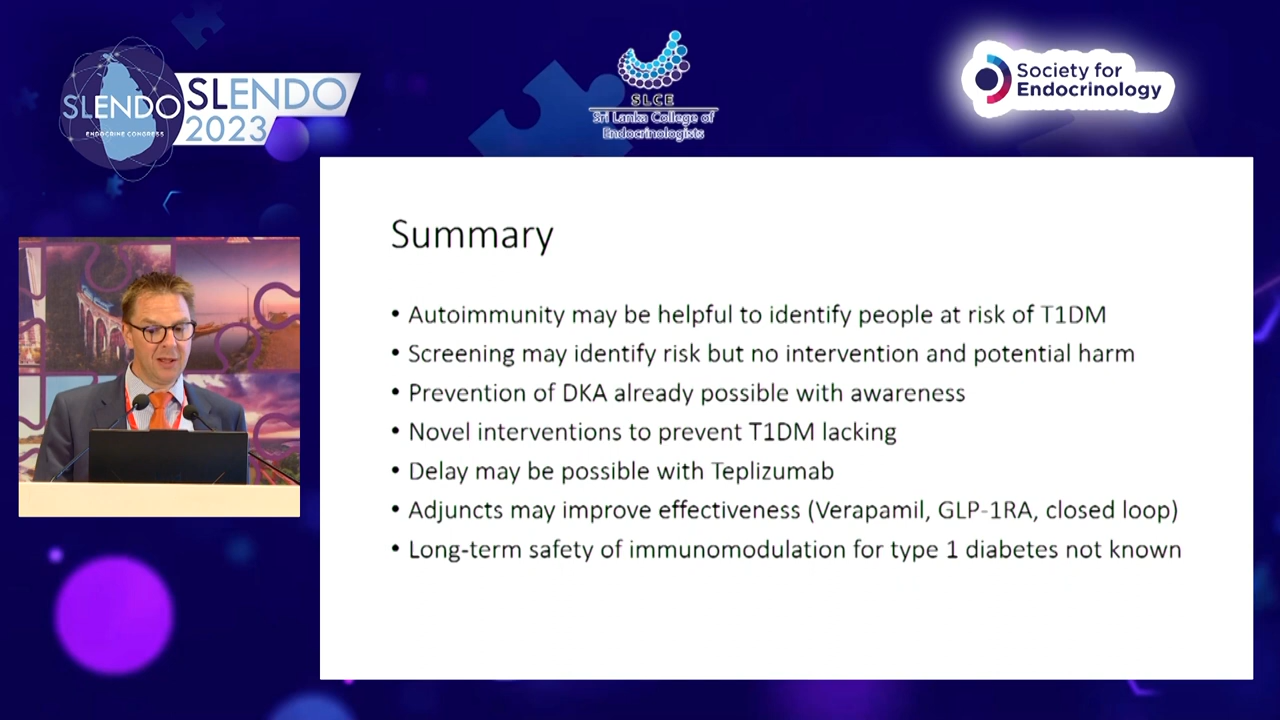 SLENDO
ENDOCRINE CONGRESS
SLENDO
2023
SLCE
Sri Lanka College of
Endocrinologists
Society for
Endocrinology
Summary
• Autoimmunity may be helpful to identify people at risk of T1DM
• Screening may identify risk but no intervention and potential harm
• Prevention of DKA already possible with awareness
• Novel interventions to prevent T1DM lacking
• Delay may be possible with Teplizumab
• Adjuncts may improve effectiveness (Verapamil, GLP-1RA, closed loop)
• Long-term safety of immunomodulation for type 1 diabetes not known